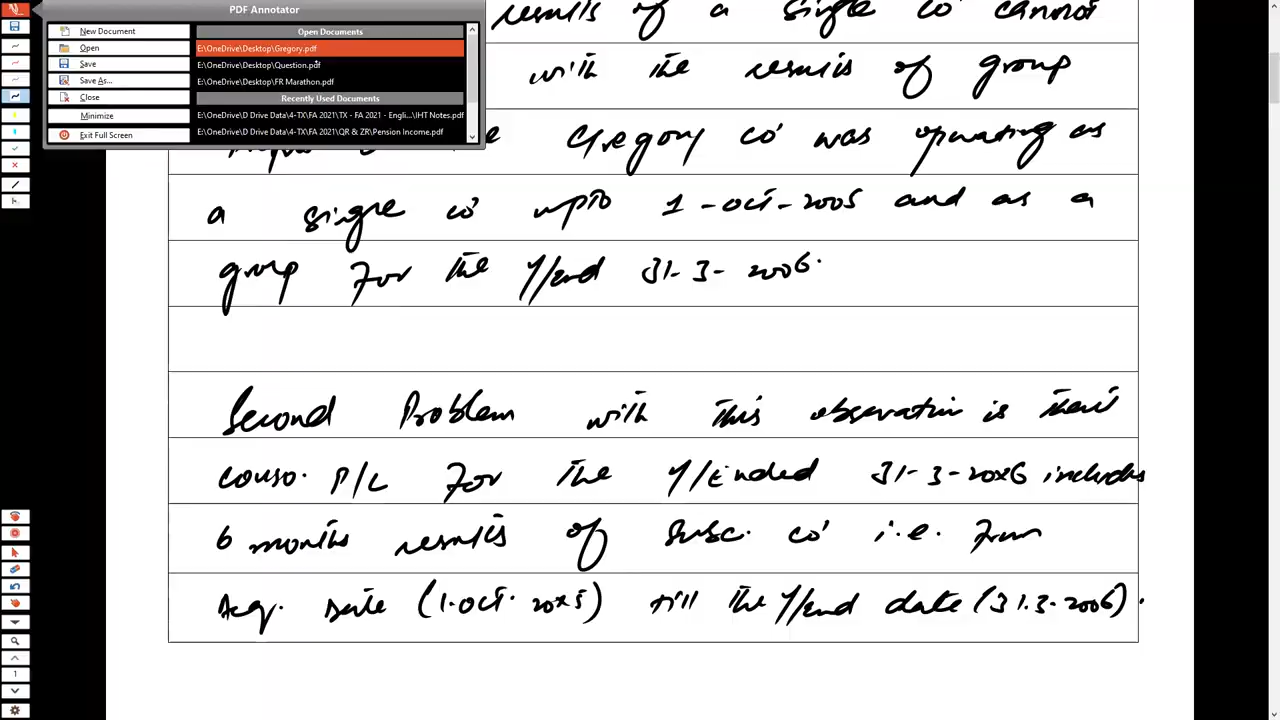 PDF Annotator
New Document
Open
Save
Save As...
Close
Minimize
Exit Full Screen
Open Documents
E:\OneDrive\Desktop\Gregory.pdf
E:\OneDrive\Desktop\Question.pdf
E:\OneDrive\Desktop\FR Marathon.pdf
Recently Used Documents
E:\OneDrive\D Drive Data\4-TX\FA 2021\TX - FA 2021 - Engli...\IHT Notes.pdf
E:\OneDrive\D Drive Data\4-TX\FA 2021\QR & ZR\Pension Income.pdf
results of a single co' cannot
with the results of group
Gregory co' was operating as
a single co' upto 1-oct-2005 and as a
group for the y/end 31-3-2006.
Second Problem with this observation is that
conso. P/L for the y/ended 31-3-20x6 includes
6 months results of Susc. co' i.e. from
Acq. date (1.oct.20x5) till the y/end date (31.3.2006).
1